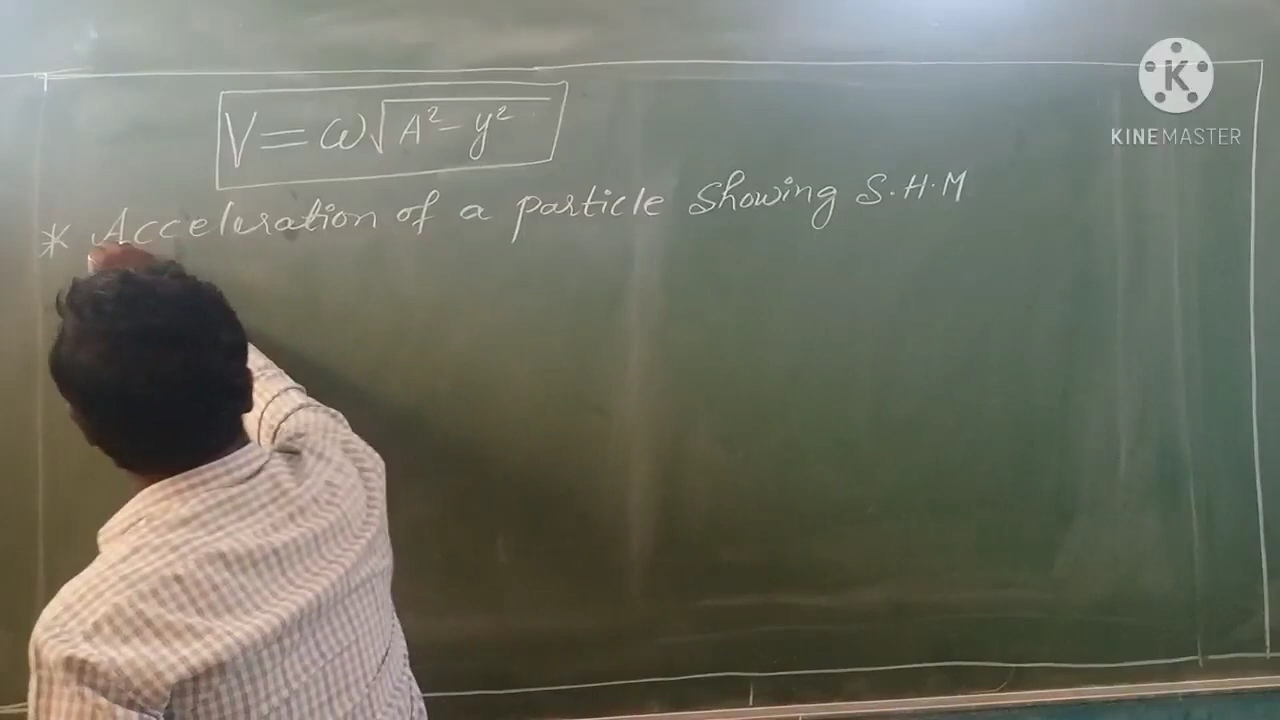 V = ω√A² - y²
* Acceleration of a particle showing S.H.M
K
KINEMASTER